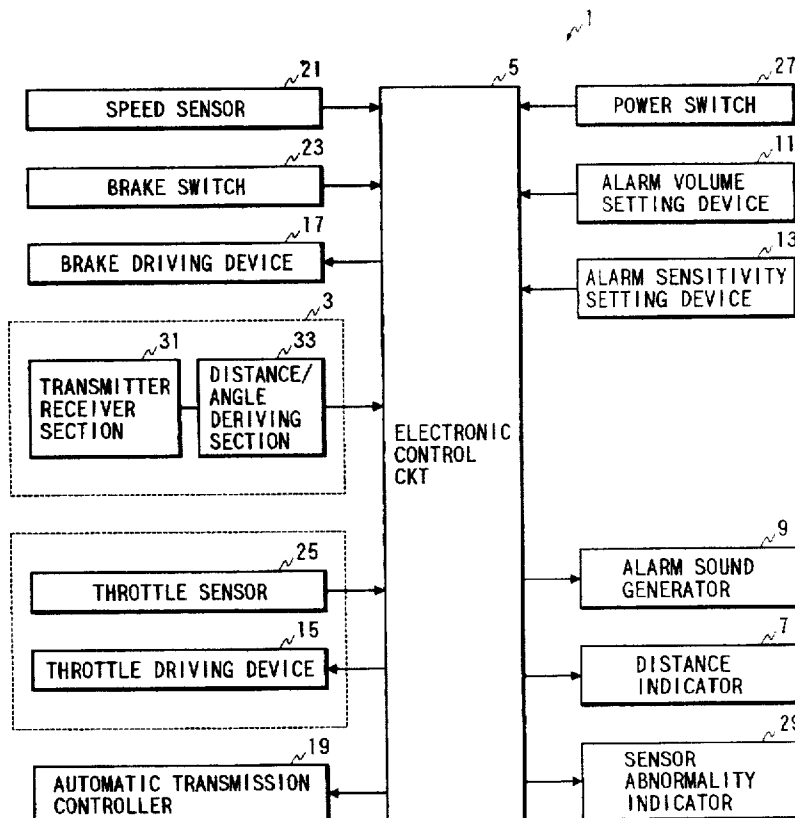 1
21
SPEED SENSOR
23
BRAKE SWITCH
17
BRAKE DRIVING DEVICE
3
31
TRANSMITTER
RECEIVER
SECTION
33
DISTANCE/
ANGLE
DERIVING
SECTION
25
THROTTLE SENSOR
15
THROTTLE DRIVING DEVICE
19
AUTOMATIC TRANSMISSION
CONTROLLER
5
ELECTRONIC
CONTROL
CKT
27
POWER SWITCH
11
ALARM VOLUME
SETTING DEVICE
13
ALARM SENSITIVITY
SETTING DEVICE
9
ALARM SOUND
GENERATOR
7
DISTANCE
INDICATOR
29
SENSOR
ABNORMALITY
INDICATOR